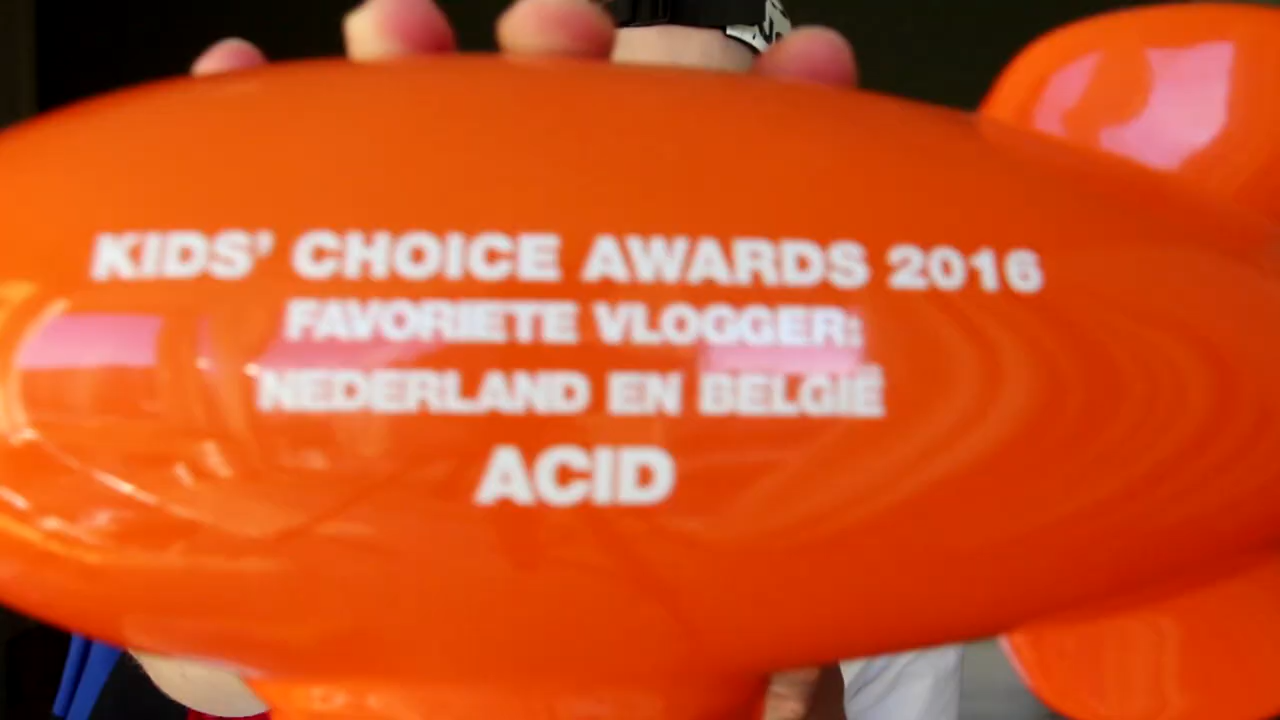 KIDS' CHOICE AWARDS 2016
FAVORIETE VLOGGER:
NEDERLAND EN BELGIË
ACID